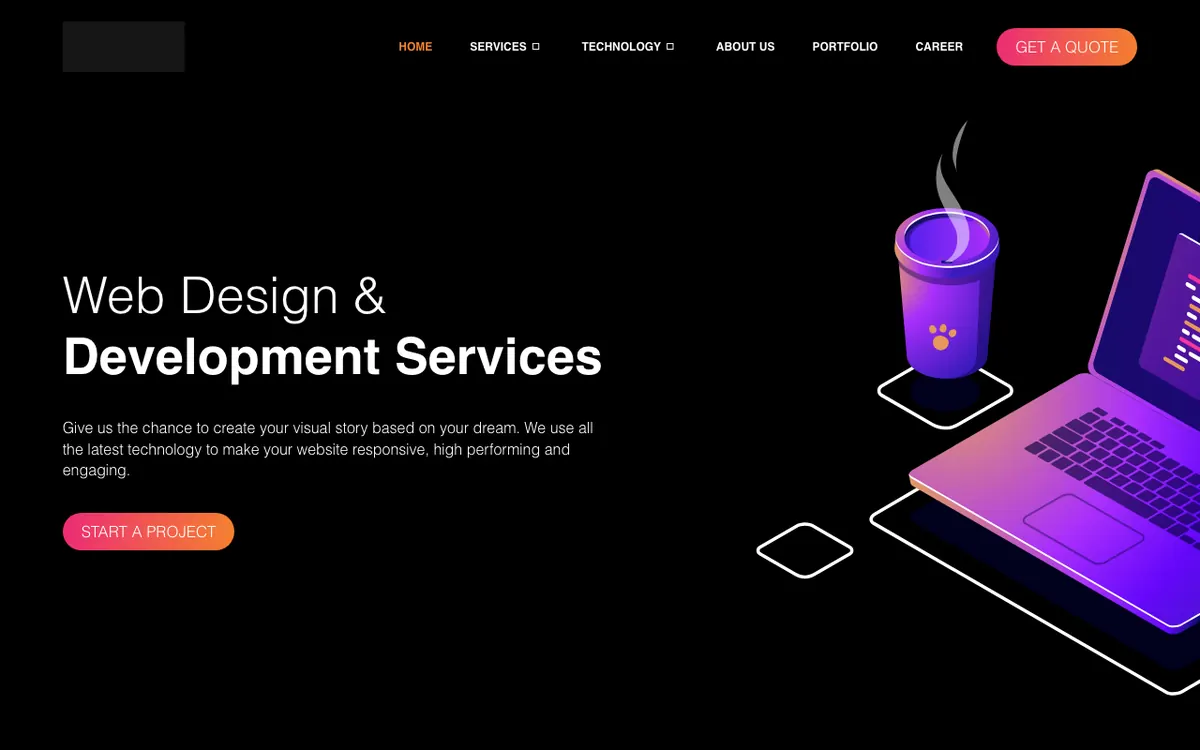 HOME
SERVICES
TECHNOLOGY
ABOUT US
PORTFOLIO
CAREER
GET A QUOTE
Web Design &
Development Services
Give us the chance to create your visual story based on your dream. We use all
the latest technology to make your website responsive, high performing and
engaging.
START A PROJECT